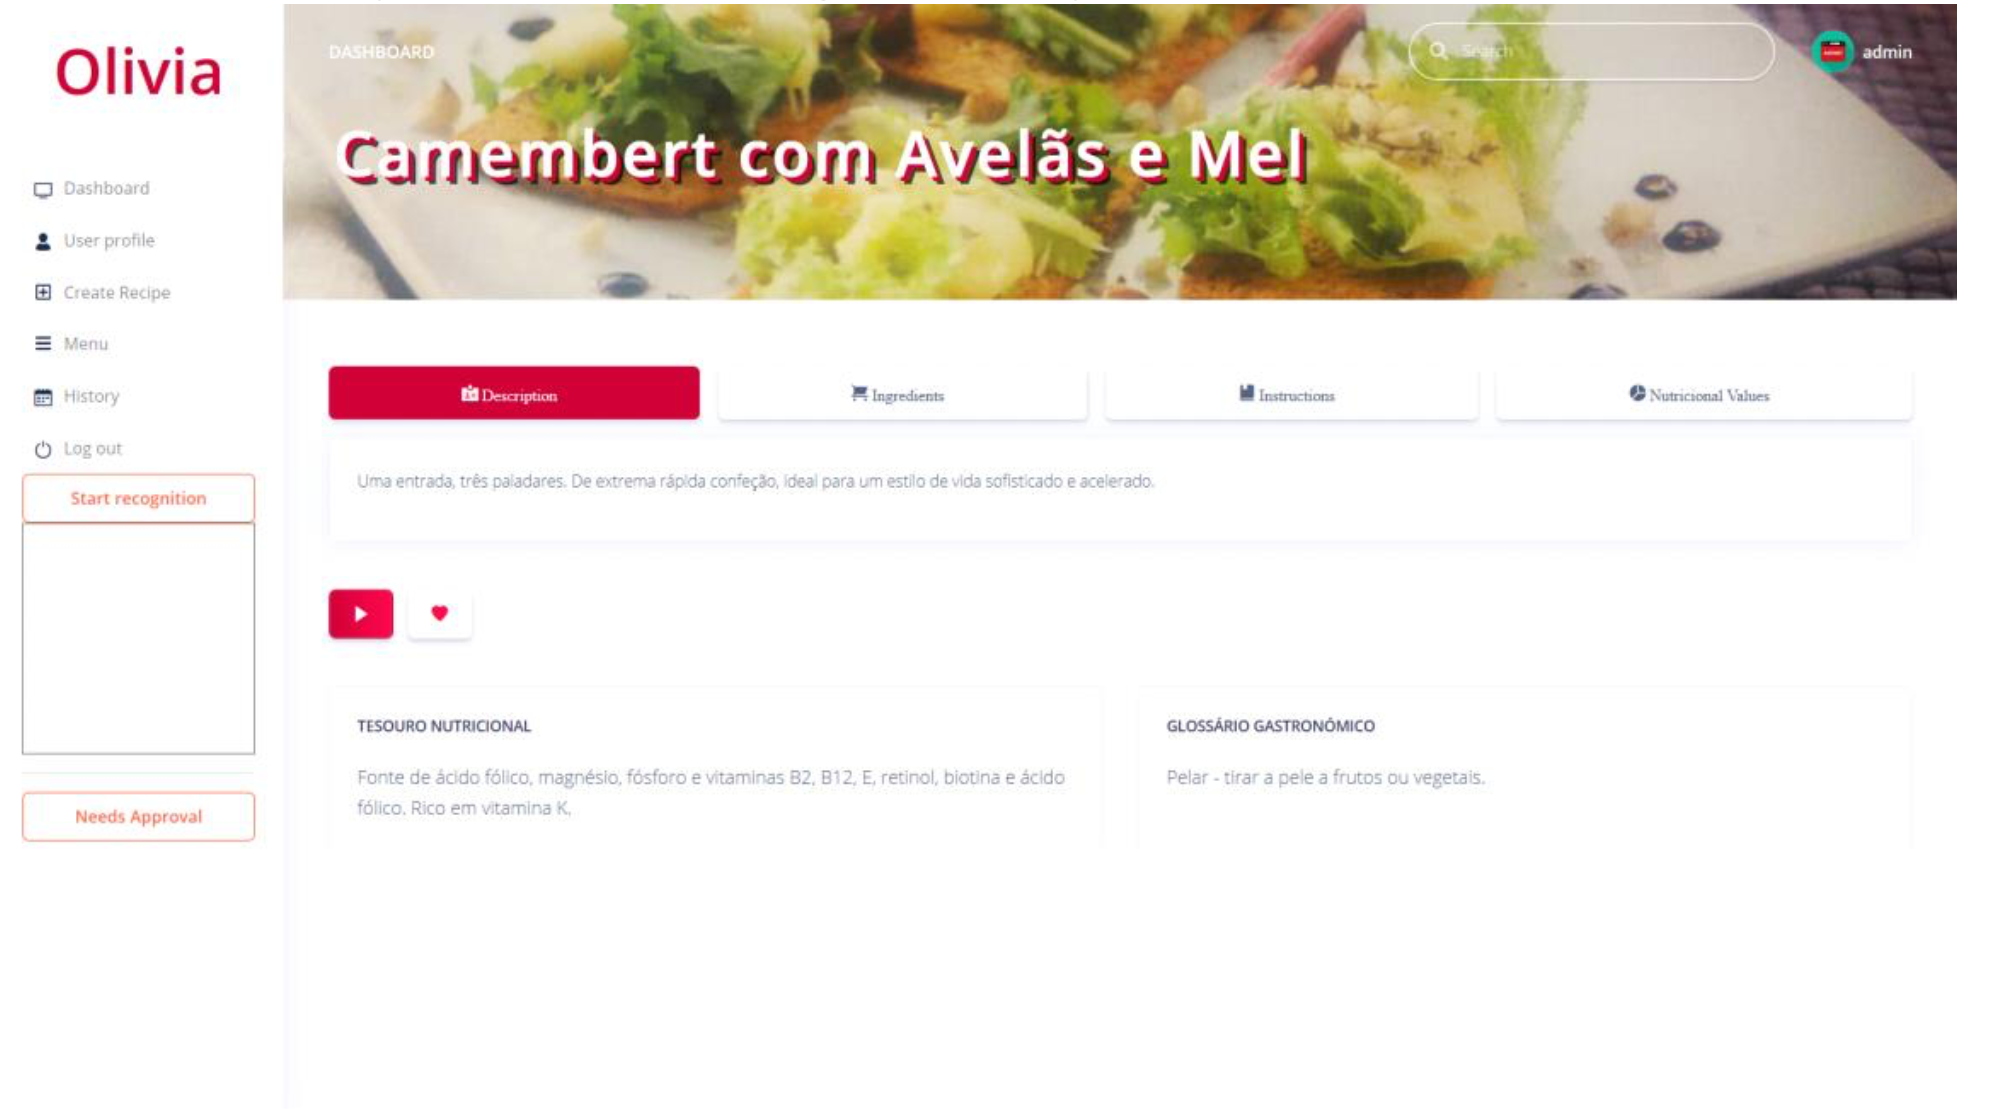 Olivia
Dashboard
User profile
Create Recipe
Menu
History
Log out
Start recognition
Needs Approval
DASHBOARD
Search
admin
Camembert com Avelãs e Mel
Description
Ingredients
Instructions
Nutricional Values
Uma entrada, três paladares. De extrema rápida confeção, ideal para um estilo de vida sofisticado e acelerado.
TESOURO NUTRICIONAL
Fonte de ácido fólico, magnésio, fósforo e vitaminas B2, B12, E, retinol, biotina e ácido
fólico. Rico em vitamina K.
GLOSSÁRIO GASTRONÓMICO
Pelar - tirar a pele a frutos ou vegetais.